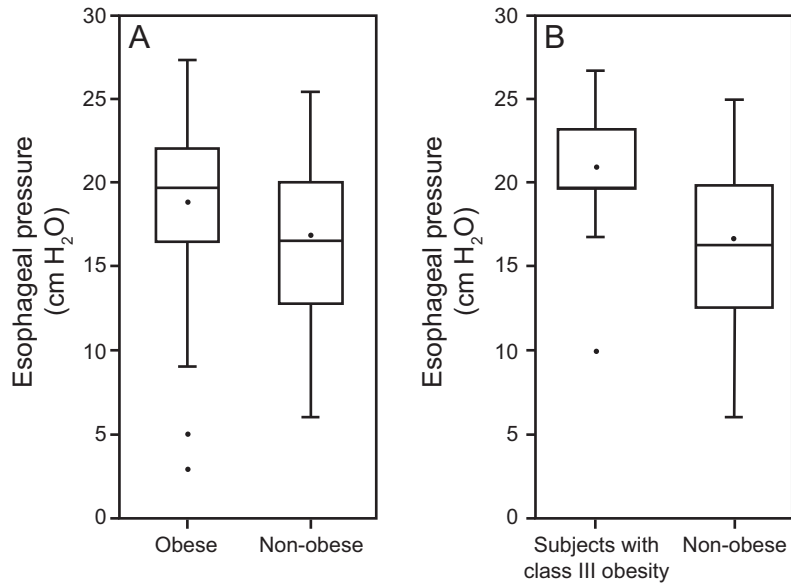 A
Esophageal pressure
(cm H₂O)
30
25
20
15
10
5
0
Obese
Non-obese
B
Esophageal pressure
(cm H₂O)
30
25
20
15
10
5
0
Subjects with
class III obesity
Non-obese